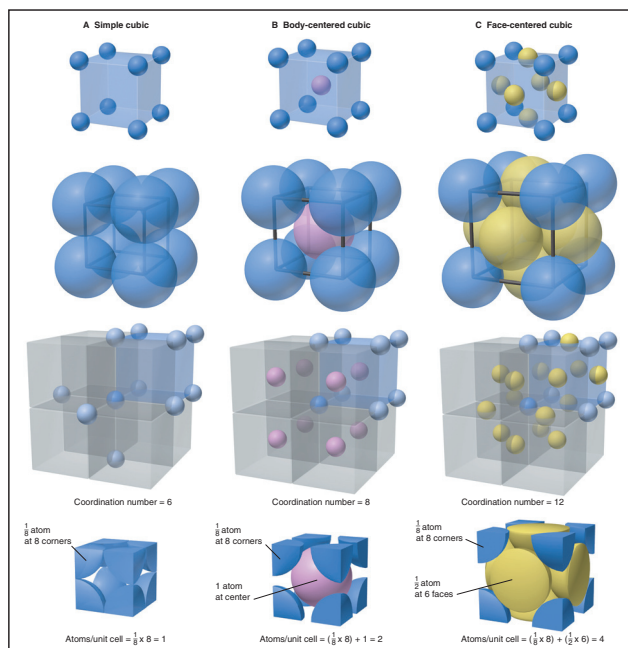 A Simple cubic
B Body-centered cubic
C Face-centered cubic
Coordination number = 6
Coordination number = 8
Coordination number = 12
1/8 atom
at 8 corners
1/8 atom
at 8 corners
1 atom
at center
1/8 atom
at 8 corners
1/2 atom
at 6 faces
Atoms/unit cell = 1/8 x 8 = 1
Atoms/unit cell = (1/8 x 8) + 1 = 2
Atoms/unit cell = (1/8 x 8) + (1/2 x 6) = 4